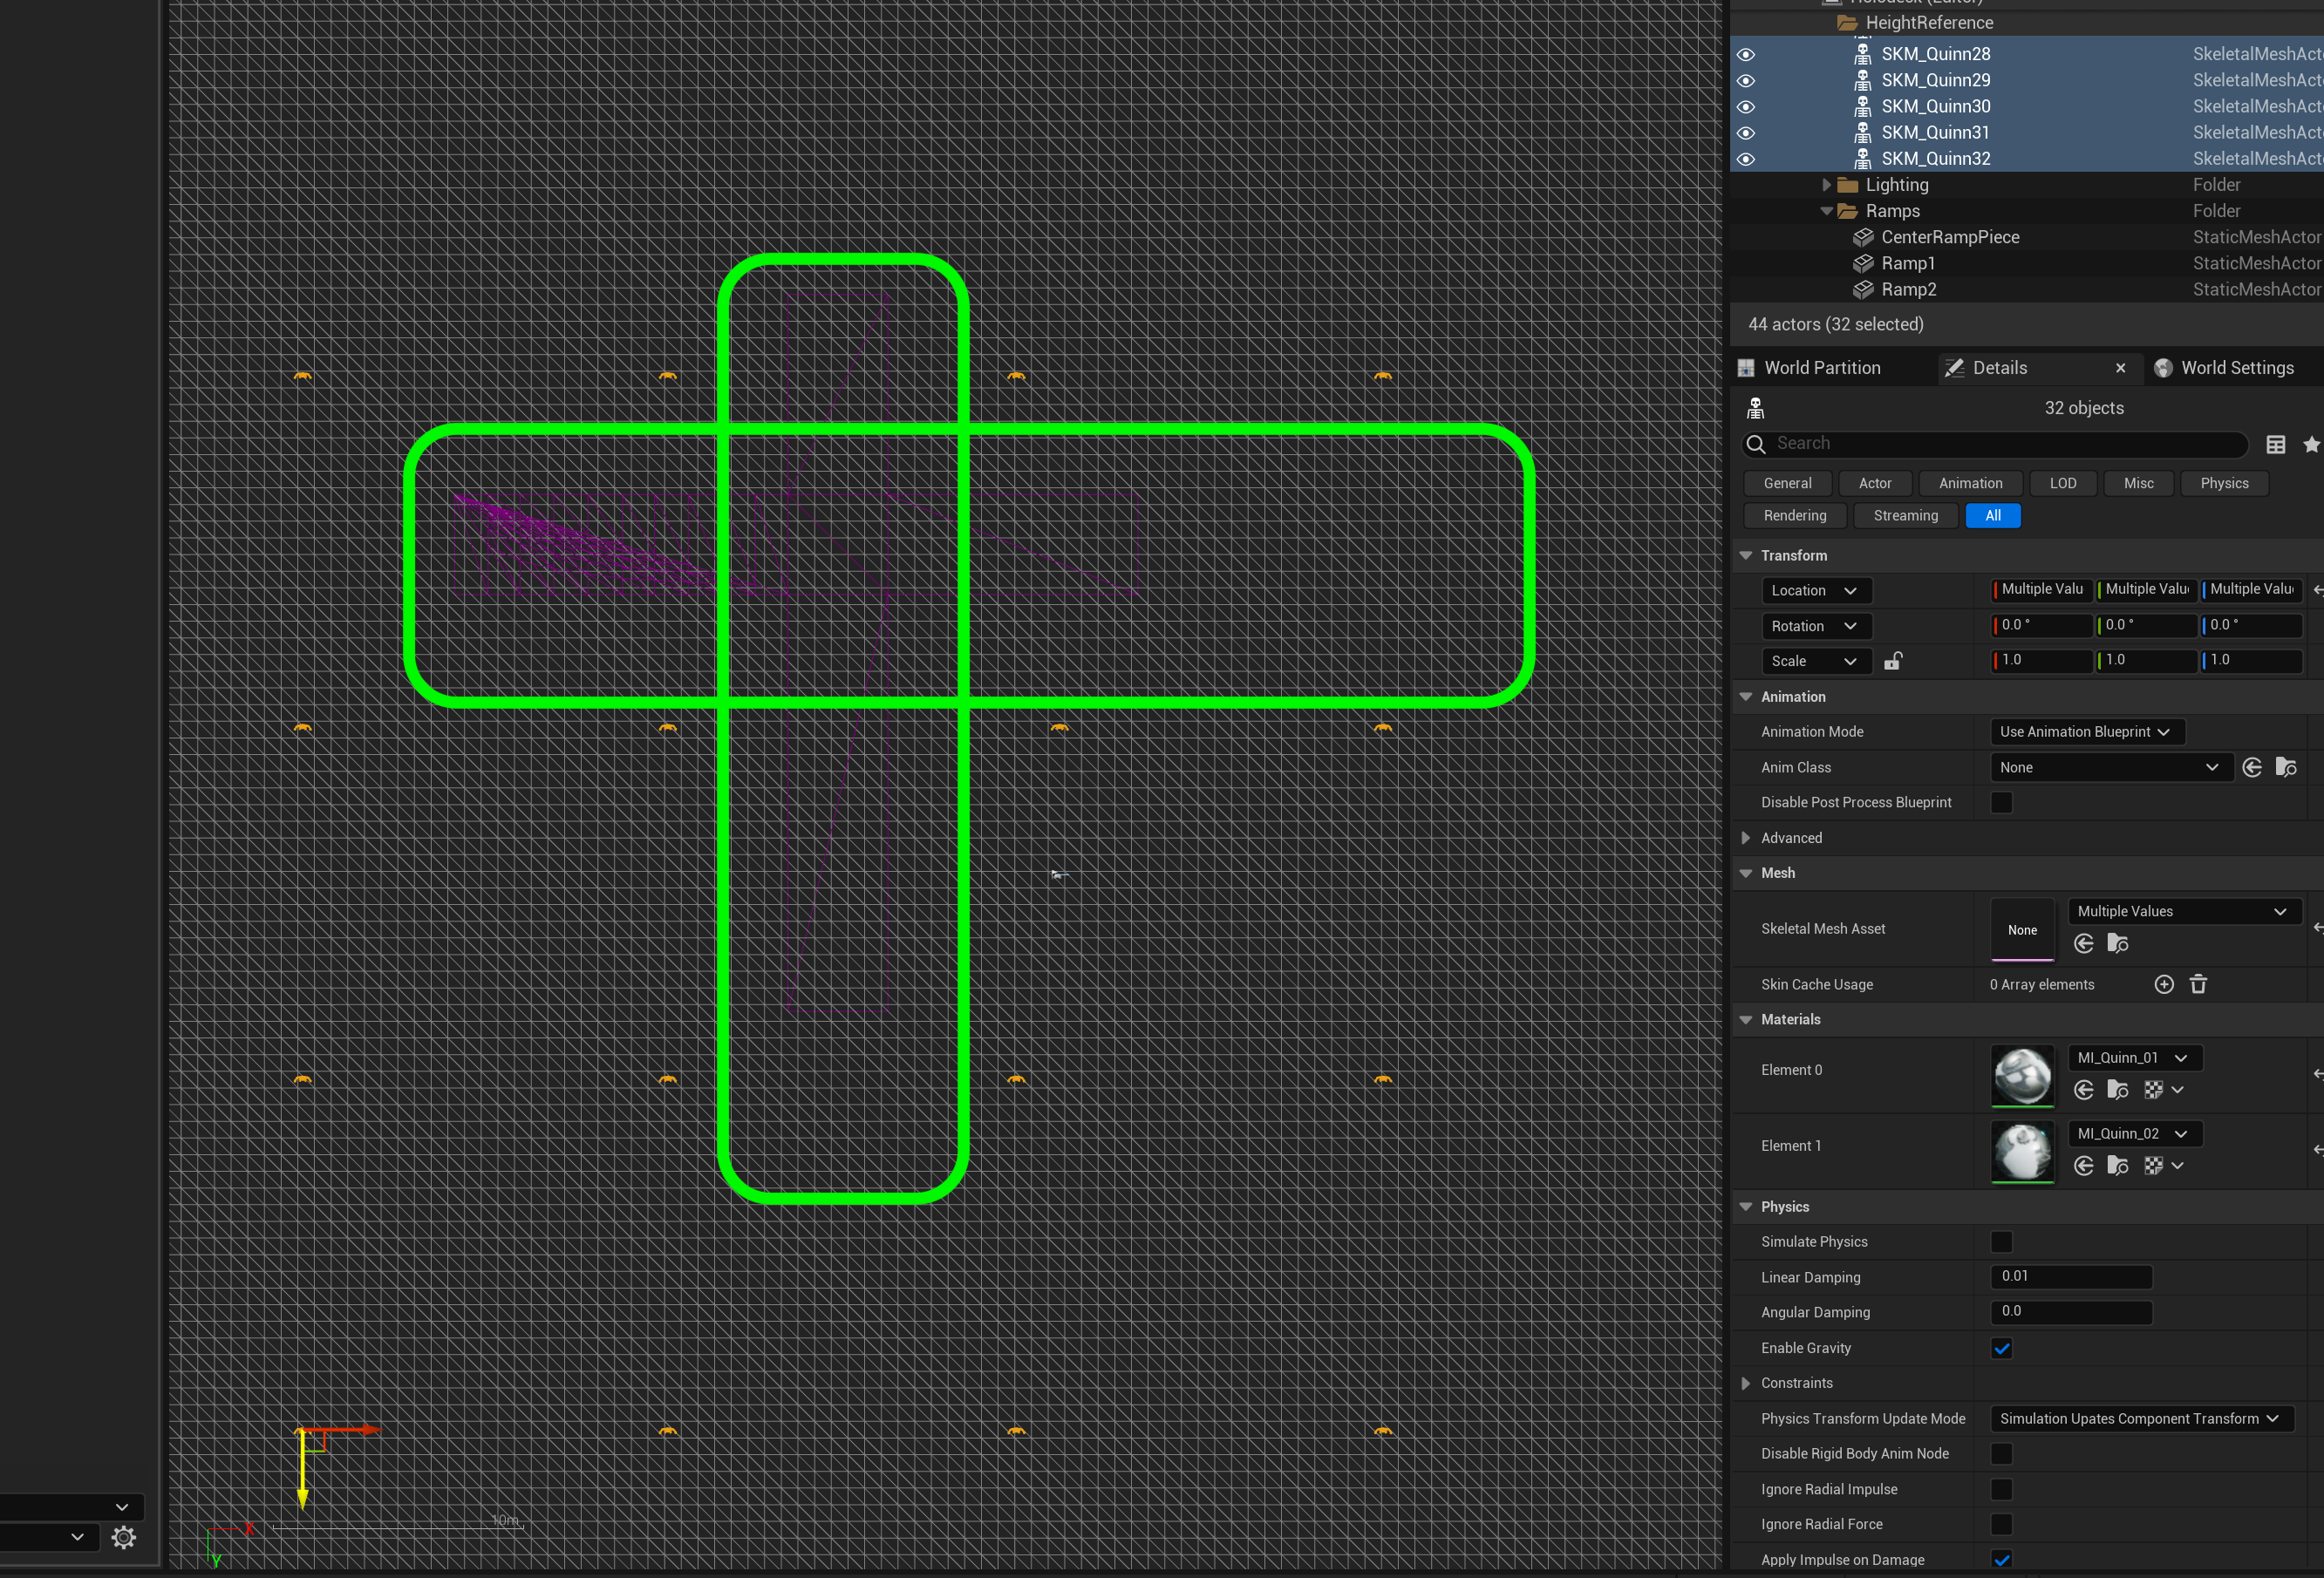 HeightReference
SKM_Quinn28 SkeletalMeshAct
SKM_Quinn29 SkeletalMeshAct
SKM_Quinn30 SkeletalMeshAct
SKM_Quinn31 SkeletalMeshAct
SKM_Quinn32 SkeletalMeshAct
Lighting Folder
Ramps Folder
CenterRampPiece StaticMeshActor
Ramp1 StaticMeshActor
Ramp2 StaticMeshActor
44 actors (32 selected)
World Partition Details World Settings
32 objects
Search
General Actor Animation LOD Misc Physics
Rendering Streaming All
Transform
Location Multiple Valu Multiple Valu Multiple Valu
Rotation 0.0 ° 0.0 ° 0.0 °
Scale 1.0 1.0 1.0
Animation
Animation Mode Use Animation Blueprint
Anim Class None
Disable Post Process Blueprint
Advanced
Mesh
Skeletal Mesh Asset None Multiple Values
Skin Cache Usage 0 Array elements
Materials
Element 0 MI_Quinn_01
Element 1 MI_Quinn_02
Physics
Simulate Physics
Linear Damping 0.01
Angular Damping 0.0
Enable Gravity
Constraints
Physics Transform Update Mode Simulation Upates Component Transform
Disable Rigid Body Anim Node
Ignore Radial Impulse
Ignore Radial Force
Apply Impulse on Damage
10m
X
Y